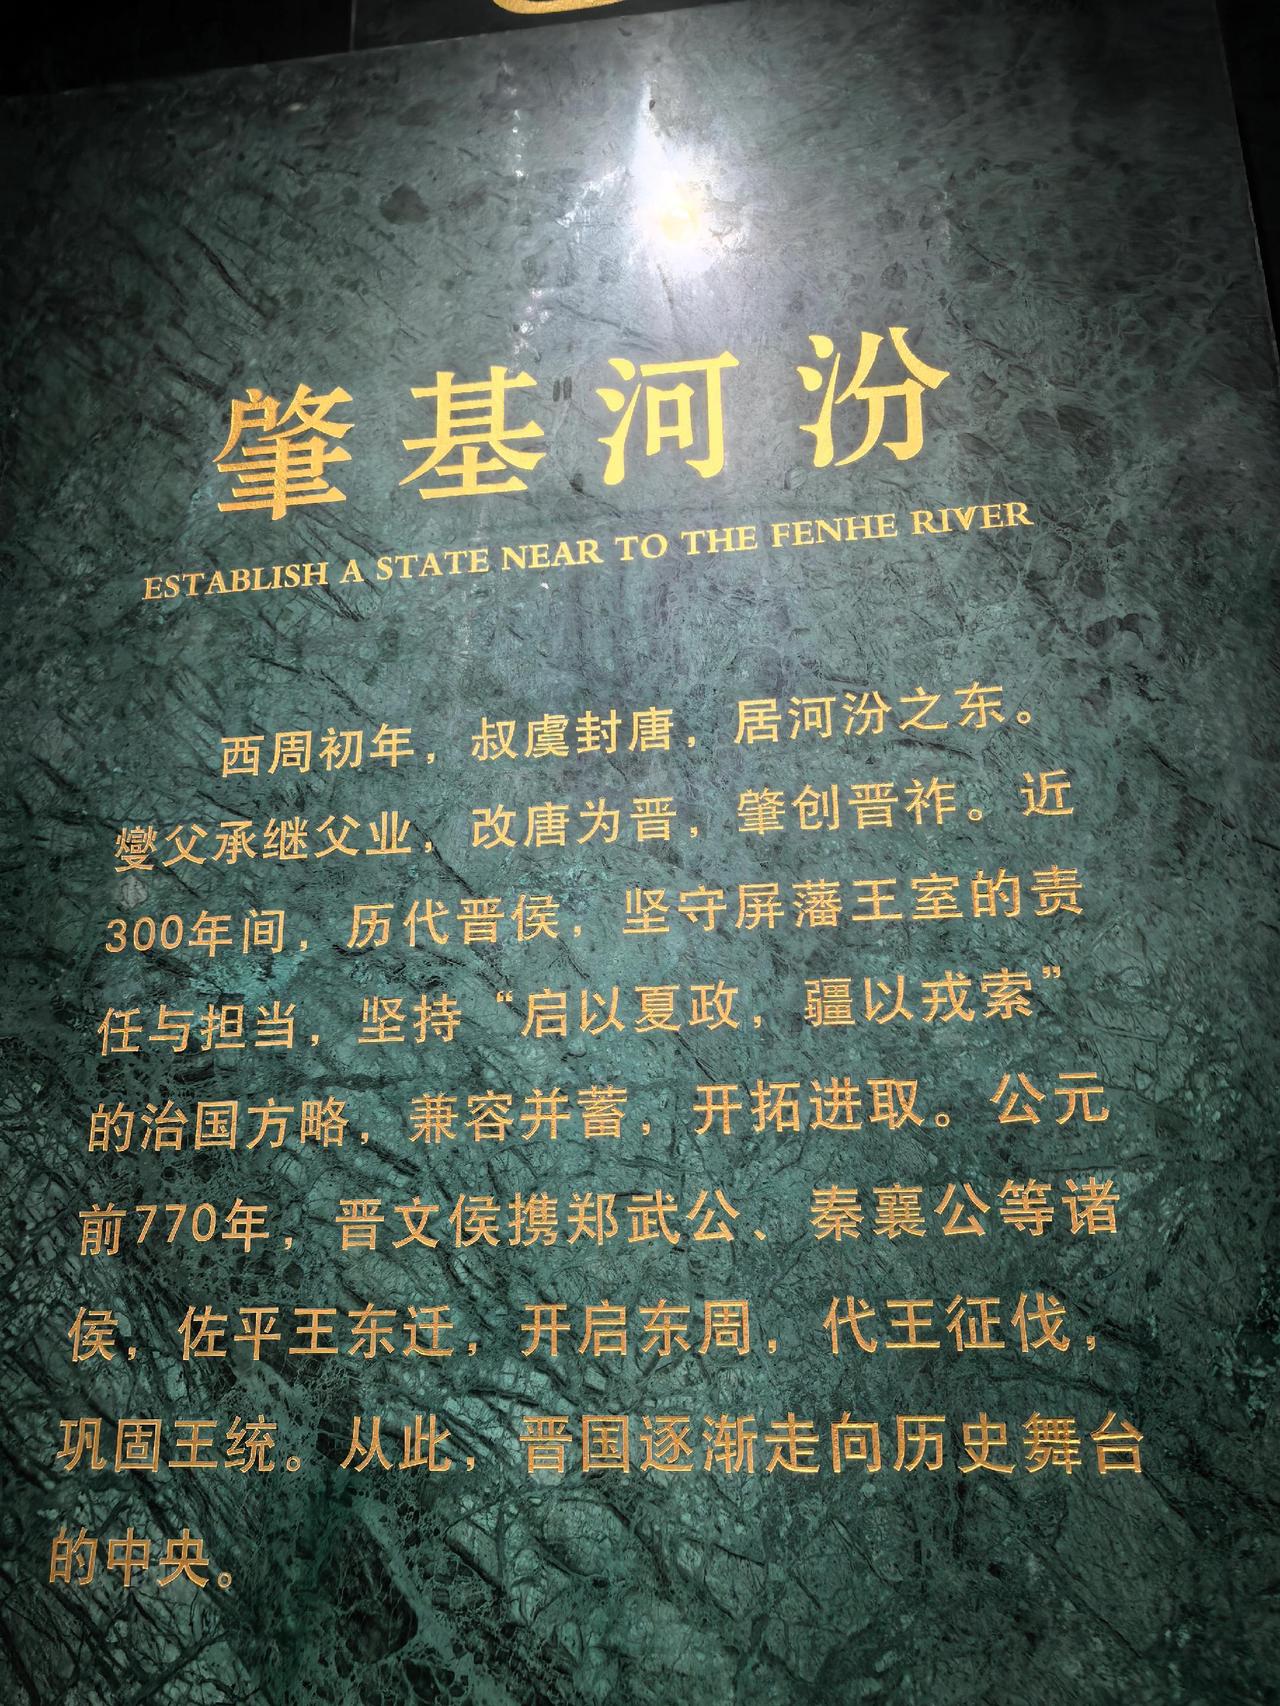 肇基河汾
ESTABLISH A STATE NEAR TO THE FENHE RIVER
西周初年，叔虞封唐，居河汾之东。
燮父承继父业，改唐为晋，肇创晋祚。近
300年间，历代晋侯，坚守屏藩王室的责
任与担当，坚持“启以夏政，疆以戎索”
的治国方略，兼容并蓄，开拓进取。公元
前770年，晋文侯携郑武公、秦襄公等诸
侯，佐平王东迁，开启东周，代王征伐，
巩固王统。从此，晋国逐渐走向历史舞台
的中央。